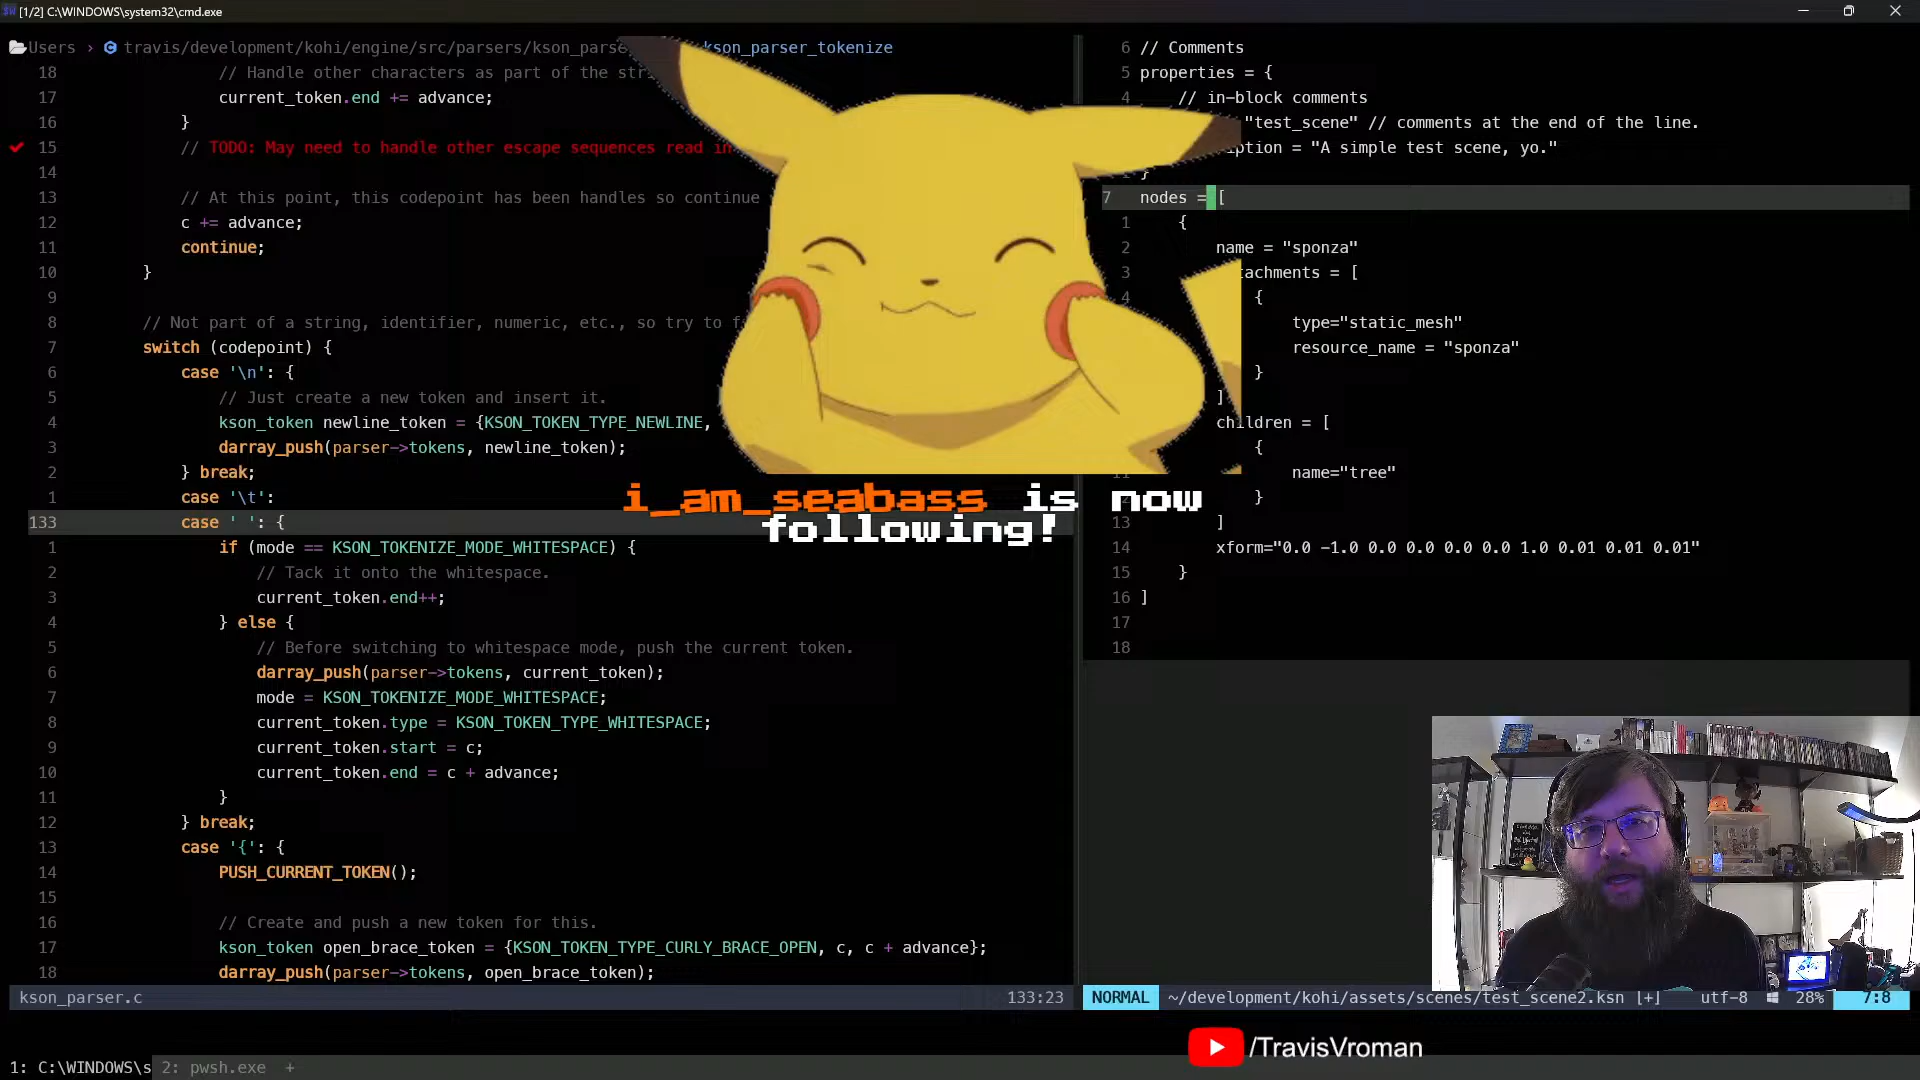 [1/2] C:\WINDOWS\system32\cmd.exe
Users › travis/development/kohi/engine/src/parsers/kson_parse
kson_parser_tokenize
18 // Handle other characters as part of the str
17 current_token.end += advance;
16 }
15 // TODO: May need to handle other escape sequences read in
14
13 // At this point, this codepoint has been handles so continue
12 c += advance;
11 continue;
10 }
9
8 // Not part of a string, identifier, numeric, etc., so try to f
7 switch (codepoint) {
6 case '\n': {
5 // Just create a new token and insert it.
4 kson_token newline_token = {KSON_TOKEN_TYPE_NEWLINE,
3 darray_push(parser->tokens, newline_token);
2 } break;
1 case '\t':
133 case ' ': {
1 if (mode == KSON_TOKENIZE_MODE_WHITESPACE) {
2 // Tack it onto the whitespace.
3 current_token.end++;
4 } else {
5 // Before switching to whitespace mode, push the current token.
6 darray_push(parser->tokens, current_token);
7 mode = KSON_TOKENIZE_MODE_WHITESPACE;
8 current_token.type = KSON_TOKEN_TYPE_WHITESPACE;
9 current_token.start = c;
10 current_token.end = c + advance;
11 }
12 } break;
13 case '{': {
14 PUSH_CURRENT_TOKEN();
15
16 // Create and push a new token for this.
17 kson_token open_brace_token = {KSON_TOKEN_TYPE_CURLY_BRACE_OPEN, c, c + advance};
18 darray_push(parser->tokens, open_brace_token);
kson_parser.c 133:23
i_am_seabass is now
following!
6 // Comments
5 properties = {
4 // in-block comments
"test_scene" // comments at the end of the line.
iption = "A simple test scene, yo."
}
7 nodes = [
1 {
2 name = "sponza"
3 tachments = [
4 {
type="static_mesh"
resource_name = "sponza"
}
]
children = [
{
name="tree"
}
13 ]
14 xform="0.0 -1.0 0.0 0.0 0.0 0.0 1.0 0.01 0.01 0.01"
15 }
16 ]
17
18
NORMAL ~/development/kohi/assets/scenes/test_scene2.ksn [+] utf-8 28% 7:8
/TravisVroman
1: C:\WINDOWS\s 2: pwsh.exe +